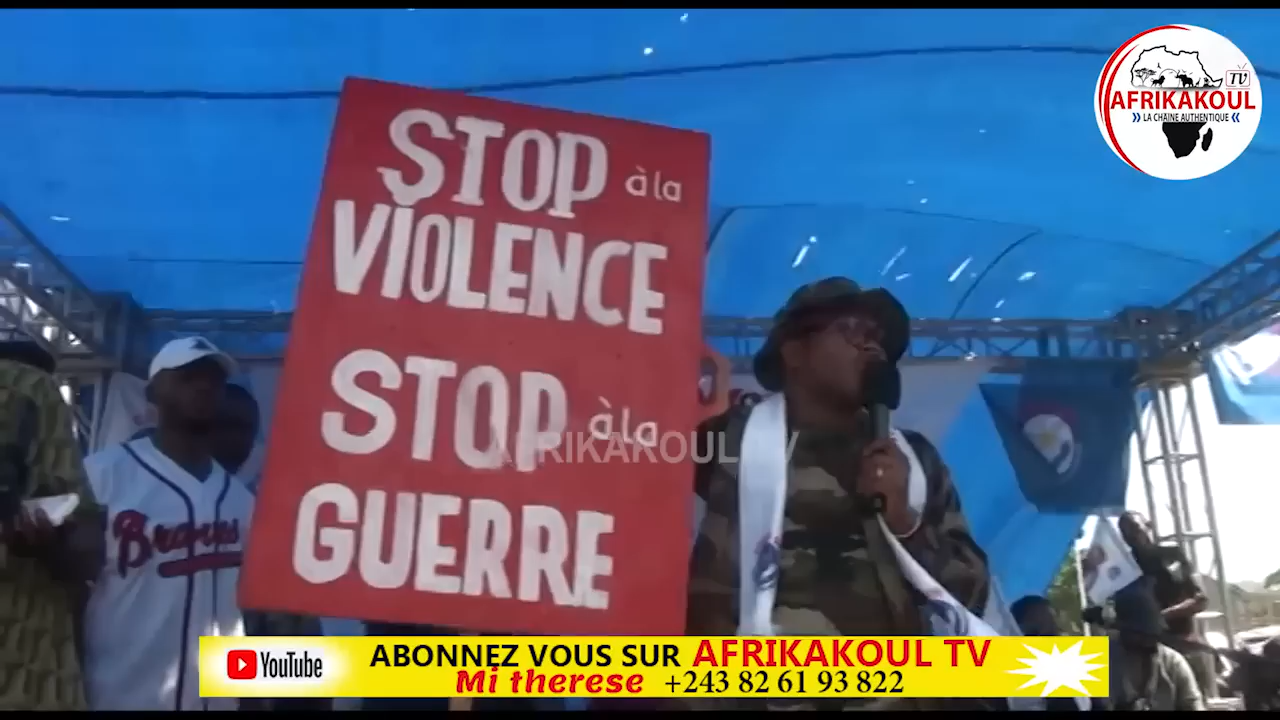 AFRIKAKOUL TV
LA CHAINE AUTHENTIQUE
STOP à la
VIOLENCE
STOP à la
GUERRE
AFRIKAKOUL TV
Braves
YouTube
ABONNEZ VOUS SUR AFRIKAKOUL TV
Mi therese +243 82 61 93 822